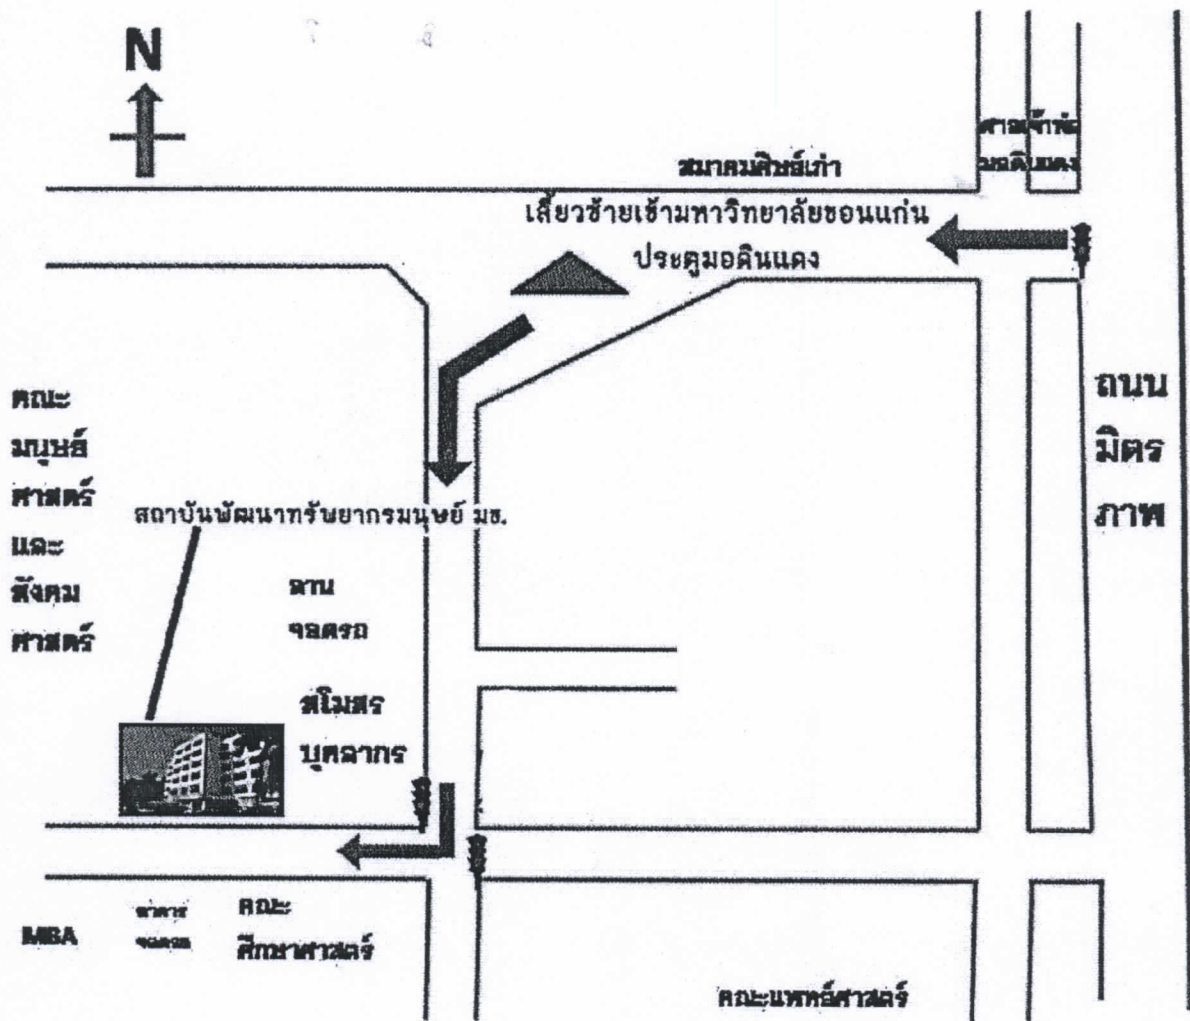 N
ศาลเจ้าพ่อ
มอดินแดง
สมาคมศิษย์เก่า
เลี้ยวซ้ายเข้ามหาวิทยาลัยขอนแก่น
ประตูมอดินแดง
ถนน
มิตร
ภาพ
คณะ
มนุษย์
ศาสตร์
และ
สังคม
ศาสตร์
สถาบันพัฒนาทรัพยากรมนุษย์ มข.
ลาน
จอดรถ
สโมสร
บุคลากร
MBA
อาคาร
จอดรถ
คณะ
ศึกษาศาสตร์
คณะแพทย์ศาสตร์